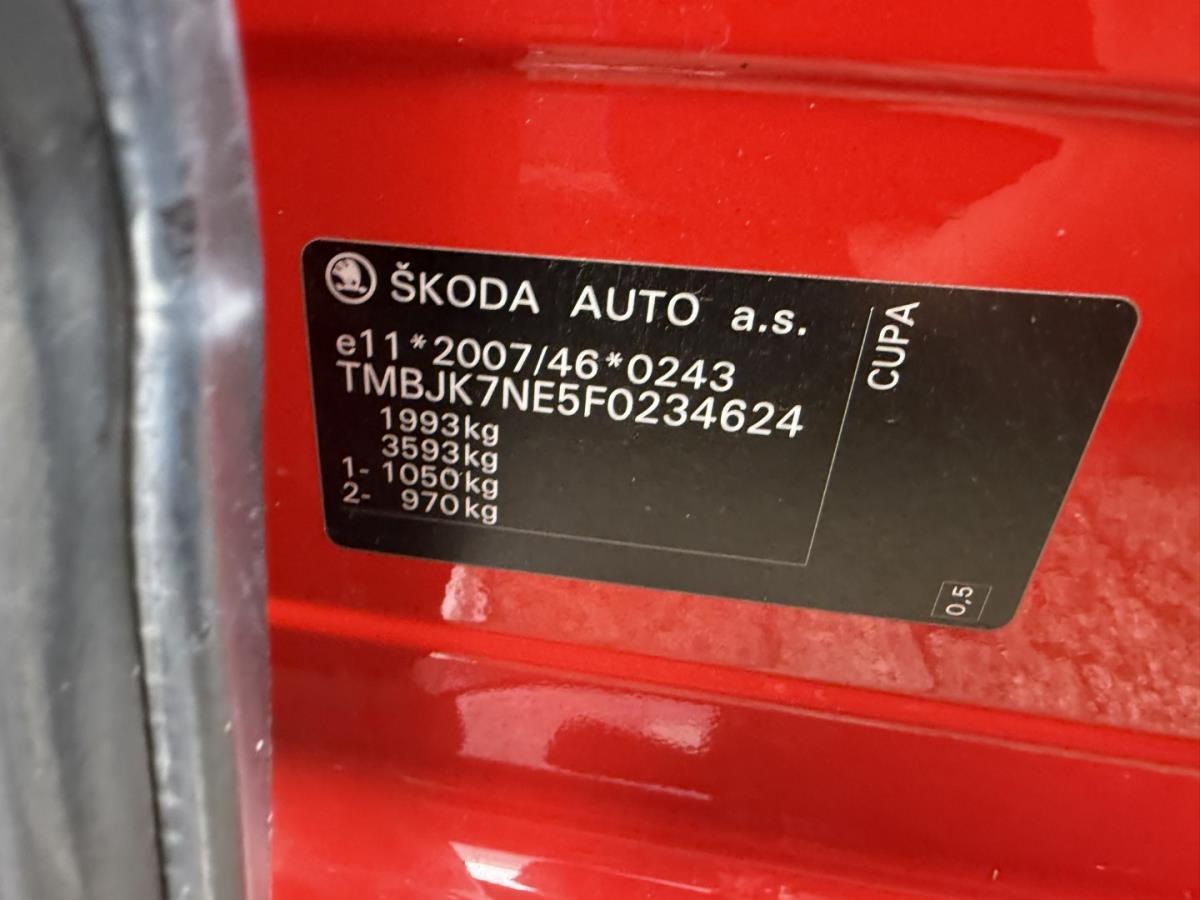 ŠKODA AUTO a.s.
e11*2007/46*0243
TMBJK7NE5F0234624
1993kg
3593kg
1- 1050kg
2- 970kg
CUPA
0,5